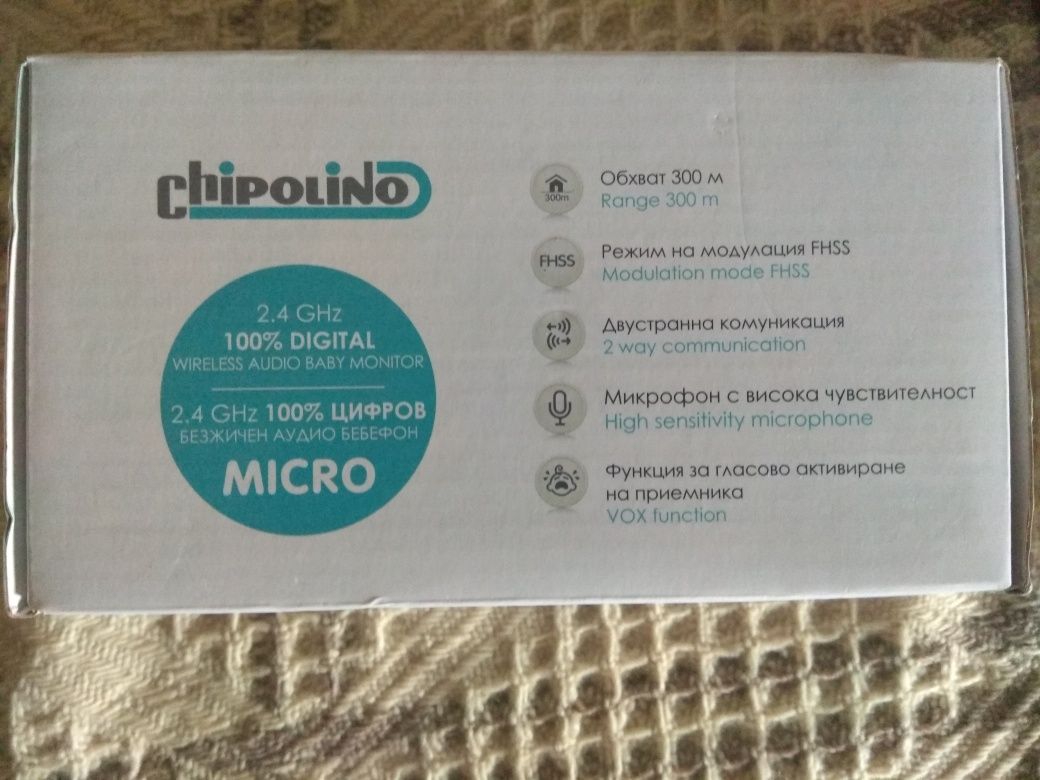 chipolino
2.4 GHz
100% DIGITAL
WIRELESS AUDIO BABY MONITOR
2.4 GHz 100% ЦИФРОВ
БЕЗЖИЧЕН АУДИО БЕБЕФОН
MICRO
300m
Обхват 300 м
Range 300 m
FHSS
Режим на модулация FHSS
Modulation mode FHSS
Двустранна комуникация
2 way communication
Микрофон с висока чувствителност
High sensitivity microphone
Функция за гласово активиране
на приемника
VOX function